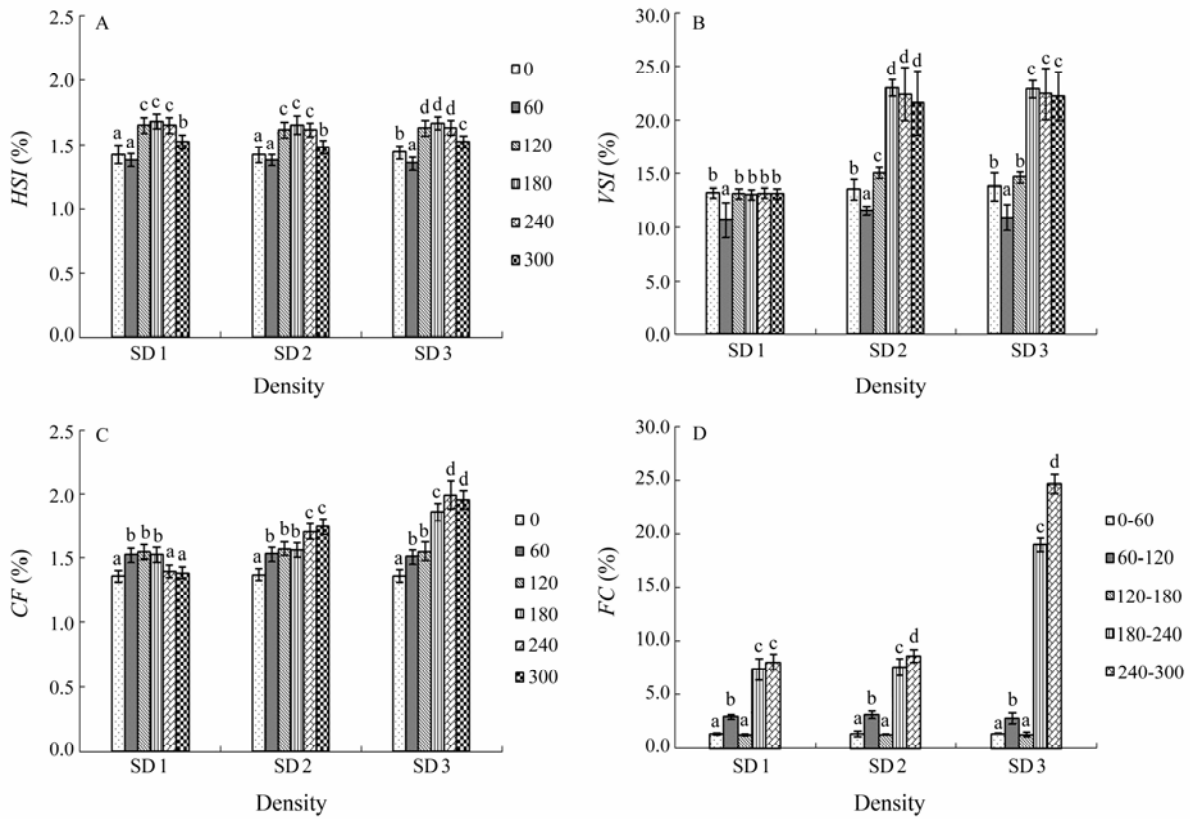 A
HSI (%)
2.5
2.0
1.5
1.0
0.5
0.0
a a c c c b
a a c c c b
b a d d d c
SD 1 SD 2 SD 3
Density
0
60
120
180
240
300
B
VSI (%)
30.0
25.0
20.0
15.0
10.0
5.0
0.0
b a b b b b
b a c d d d
b a b c c c
SD 1 SD 2 SD 3
Density
C
CF (%)
2.5
2.0
1.5
1.0
0.5
0.0
a b b b a a
a b b b c c
a b b c d d
SD 1 SD 2 SD 3
Density
0
60
120
180
240
300
D
FC (%)
30.0
25.0
20.0
15.0
10.0
5.0
0.0
a b a c c
a b a c d
a b a c d
SD 1 SD 2 SD 3
Density
0-60
60-120
120-180
180-240
240-300